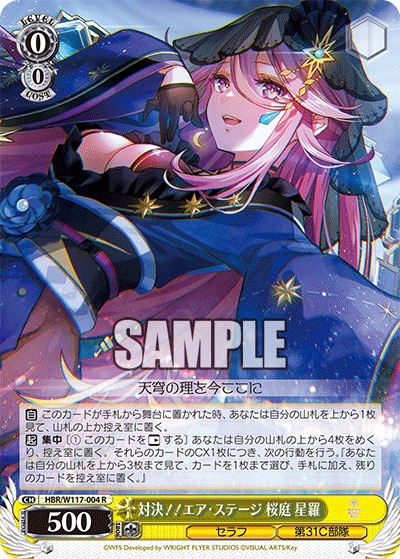 LEVEL
0
0
COST
SAMPLE
天穹の理を今ここに
自 このカードが手札から舞台に置かれた時、あなたは自分の山札を上から1枚
見て、山札の上か控え室に置く。
起 集中 [① このカードを する] あなたは自分の山札の上から4枚をめく
り、控え室に置く。それらのカードのCX1枚につき、次の行動を行う。『あなた
は自分の山札を上から3枚まで見て、カードを1枚まで選び、手札に加え、残り
のカードを控え室に置く。』
CH HBR/W117-004 R
500
対決!!エア・ステージ 桜庭 星羅
セラフ
第31C部隊
©WFS Developed by WRIGHT FLYER STUDIOS ©VISUAL ARTS/Key